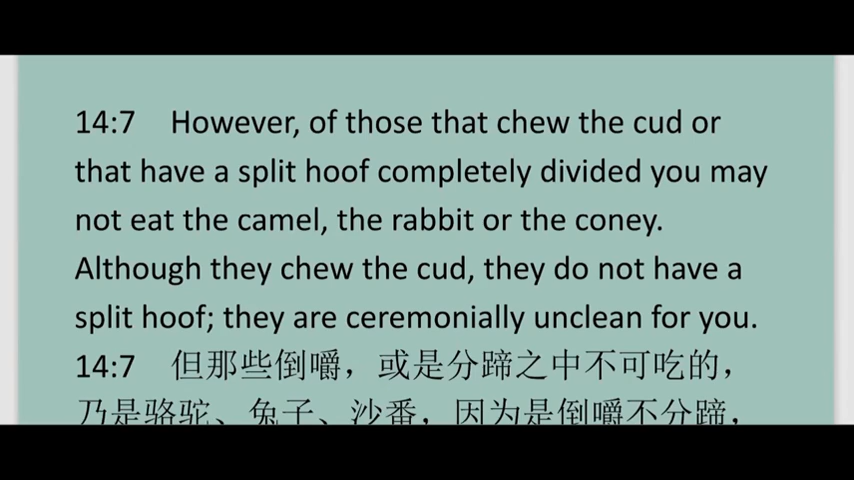 14:7 However, of those that chew the cud or
that have a split hoof completely divided you may
not eat the camel, the rabbit or the coney.
Although they chew the cud, they do not have a
split hoof; they are ceremonially unclean for you.
14:7 但那些倒嚼，或是分蹄之中不可吃的，
乃是骆驼、兔子、沙番，因为是倒嚼不分蹄，